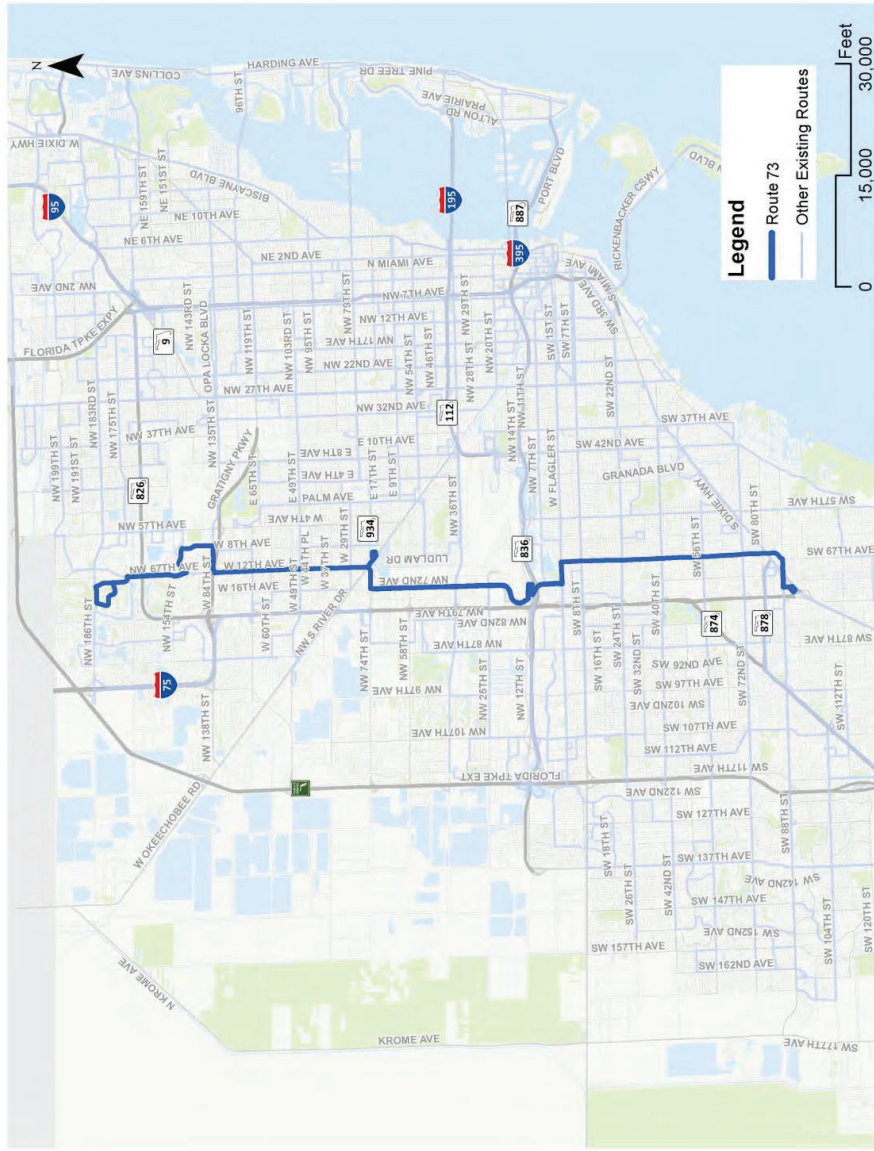 N
W. DIXIE HWY
COLLINS AVE
HARDING AVE
PINE TREE DR
PRAIRIE AVE
ALTON RD
96TH ST
95
NE 159TH ST
NE 151ST ST
BISCAYNE BLVD
NE 10TH AVE
NE 6TH AVE
NE 2ND AVE
N MIAMI AVE
195
887
PORT BLVD
395
RICKENBACKER CSWY
NW 2ND AVE
FLORIDA TPKE EXPY
9
NW 143RD ST
OPA LOCKA BLVD
NW 119TH ST
NW 103RD ST
NW 95TH ST
NW 79TH ST
NW 7TH AVE
NW 12TH AVE
NW 17TH AVE
NW 22ND AVE
NW 54TH ST
NW 46TH ST
NW 29TH ST
NW 28TH ST
NW 20TH ST
S MIAMI AVE
SW 3RD AVE
SW 1ST ST
SW 7TH ST
NW 199TH ST
NW 191ST ST
NW 183RD ST
NW 175TH ST
NW 27TH AVE
NW 32ND AVE
NW 37TH AVE
NW 135TH ST
GRATIGNY PKWY
E 65TH ST
E 49TH ST
E 10TH AVE
E 8TH AVE
E 4TH AVE
PALM AVE
E 17TH ST
E 9TH ST
112
NW 14TH ST
NW 11TH ST
NW 7TH ST
W FLAGLER ST
SW 22ND ST
SW 37TH AVE
SW 42ND AVE
GRANADA BLVD
S DIXIE HWY
SW 57TH AVE
826
NW 57TH AVE
W 4TH AVE
W 8TH AVE
W 12TH AVE
W 16TH AVE
W 29TH ST
W 37TH ST
W 44TH PL
W 49TH ST
934
LUDLAM DR
NW 36TH ST
836
NW 67TH AVE
NW 72ND AVE
NW 186TH ST
NW 154TH ST
W 84TH ST
W 60TH ST
NW S RIVER DR
NW 79TH AVE
NW 82ND AVE
NW 87TH AVE
NW 97TH AVE
NW 107TH AVE
NW 74TH ST
NW 58TH ST
NW 25TH ST
NW 12TH ST
SW 8TH ST
SW 16TH ST
SW 24TH ST
SW 32ND ST
SW 40TH ST
SW 56TH ST
SW 72ND ST
SW 80TH ST
SW 67TH AVE
874
878
SW 87TH AVE
SW 92ND AVE
SW 97TH AVE
SW 102ND AVE
SW 107TH AVE
SW 112TH AVE
SW 112TH ST
75
NW 138TH ST
W OKEECHOBEE RD
FLORIDA TPKE EXT
SW 117TH AVE
SW 122ND AVE
SW 127TH AVE
SW 137TH AVE
SW 142ND AVE
SW 147TH AVE
SW 152ND AVE
SW 157TH AVE
SW 162ND AVE
SW 18TH ST
SW 26TH ST
SW 42ND ST
SW 88TH ST
SW 104TH ST
SW 120TH ST
N KROME AVE
KROME AVE
SW 177TH AVE
Legend
Route 73
Other Existing Routes
0 15,000 30,000
Feet